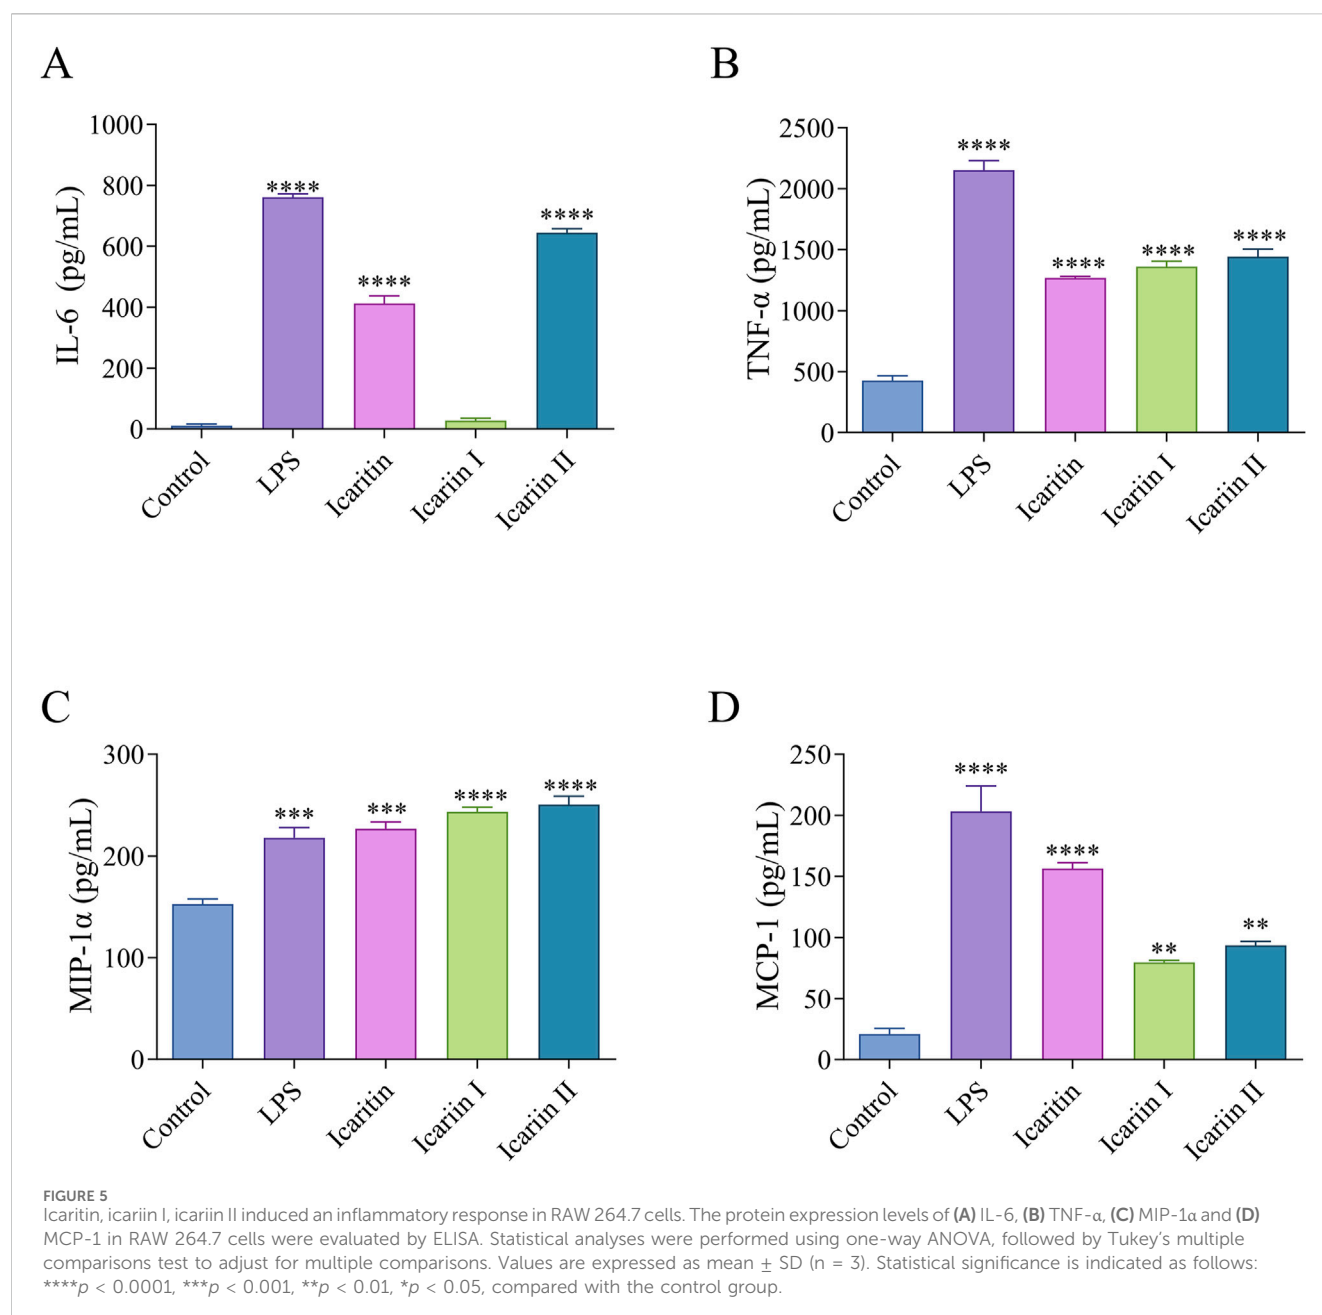 A
IL-6 (pg/mL)
1000
800
600
400
200
0
****
****
****
Control
LPS
Icaritin
Icariin I
Icariin II
B
TNF-α (pg/mL)
2500
2000
1500
1000
500
0
****
****
****
****
Control
LPS
Icaritin
Icariin I
Icariin II
C
MIP-1α (pg/mL)
300
200
100
0
***
***
****
****
Control
LPS
Icaritin
Icariin I
Icariin II
D
MCP-1 (pg/mL)
250
200
150
100
50
0
****
****
**
**
Control
LPS
Icaritin
Icariin I
Icariin II
FIGURE 5
Icaritin, icariin I, icariin II induced an inflammatory response in RAW 264.7 cells. The protein expression levels of (A) IL-6, (B) TNF-α, (C) MIP-1α and (D)
MCP-1 in RAW 264.7 cells were evaluated by ELISA. Statistical analyses were performed using one-way ANOVA, followed by Tukey's multiple
comparisons test to adjust for multiple comparisons. Values are expressed as mean ± SD (n = 3). Statistical significance is indicated as follows:
****p < 0.0001, ***p < 0.001, **p < 0.01, *p < 0.05, compared with the control group.